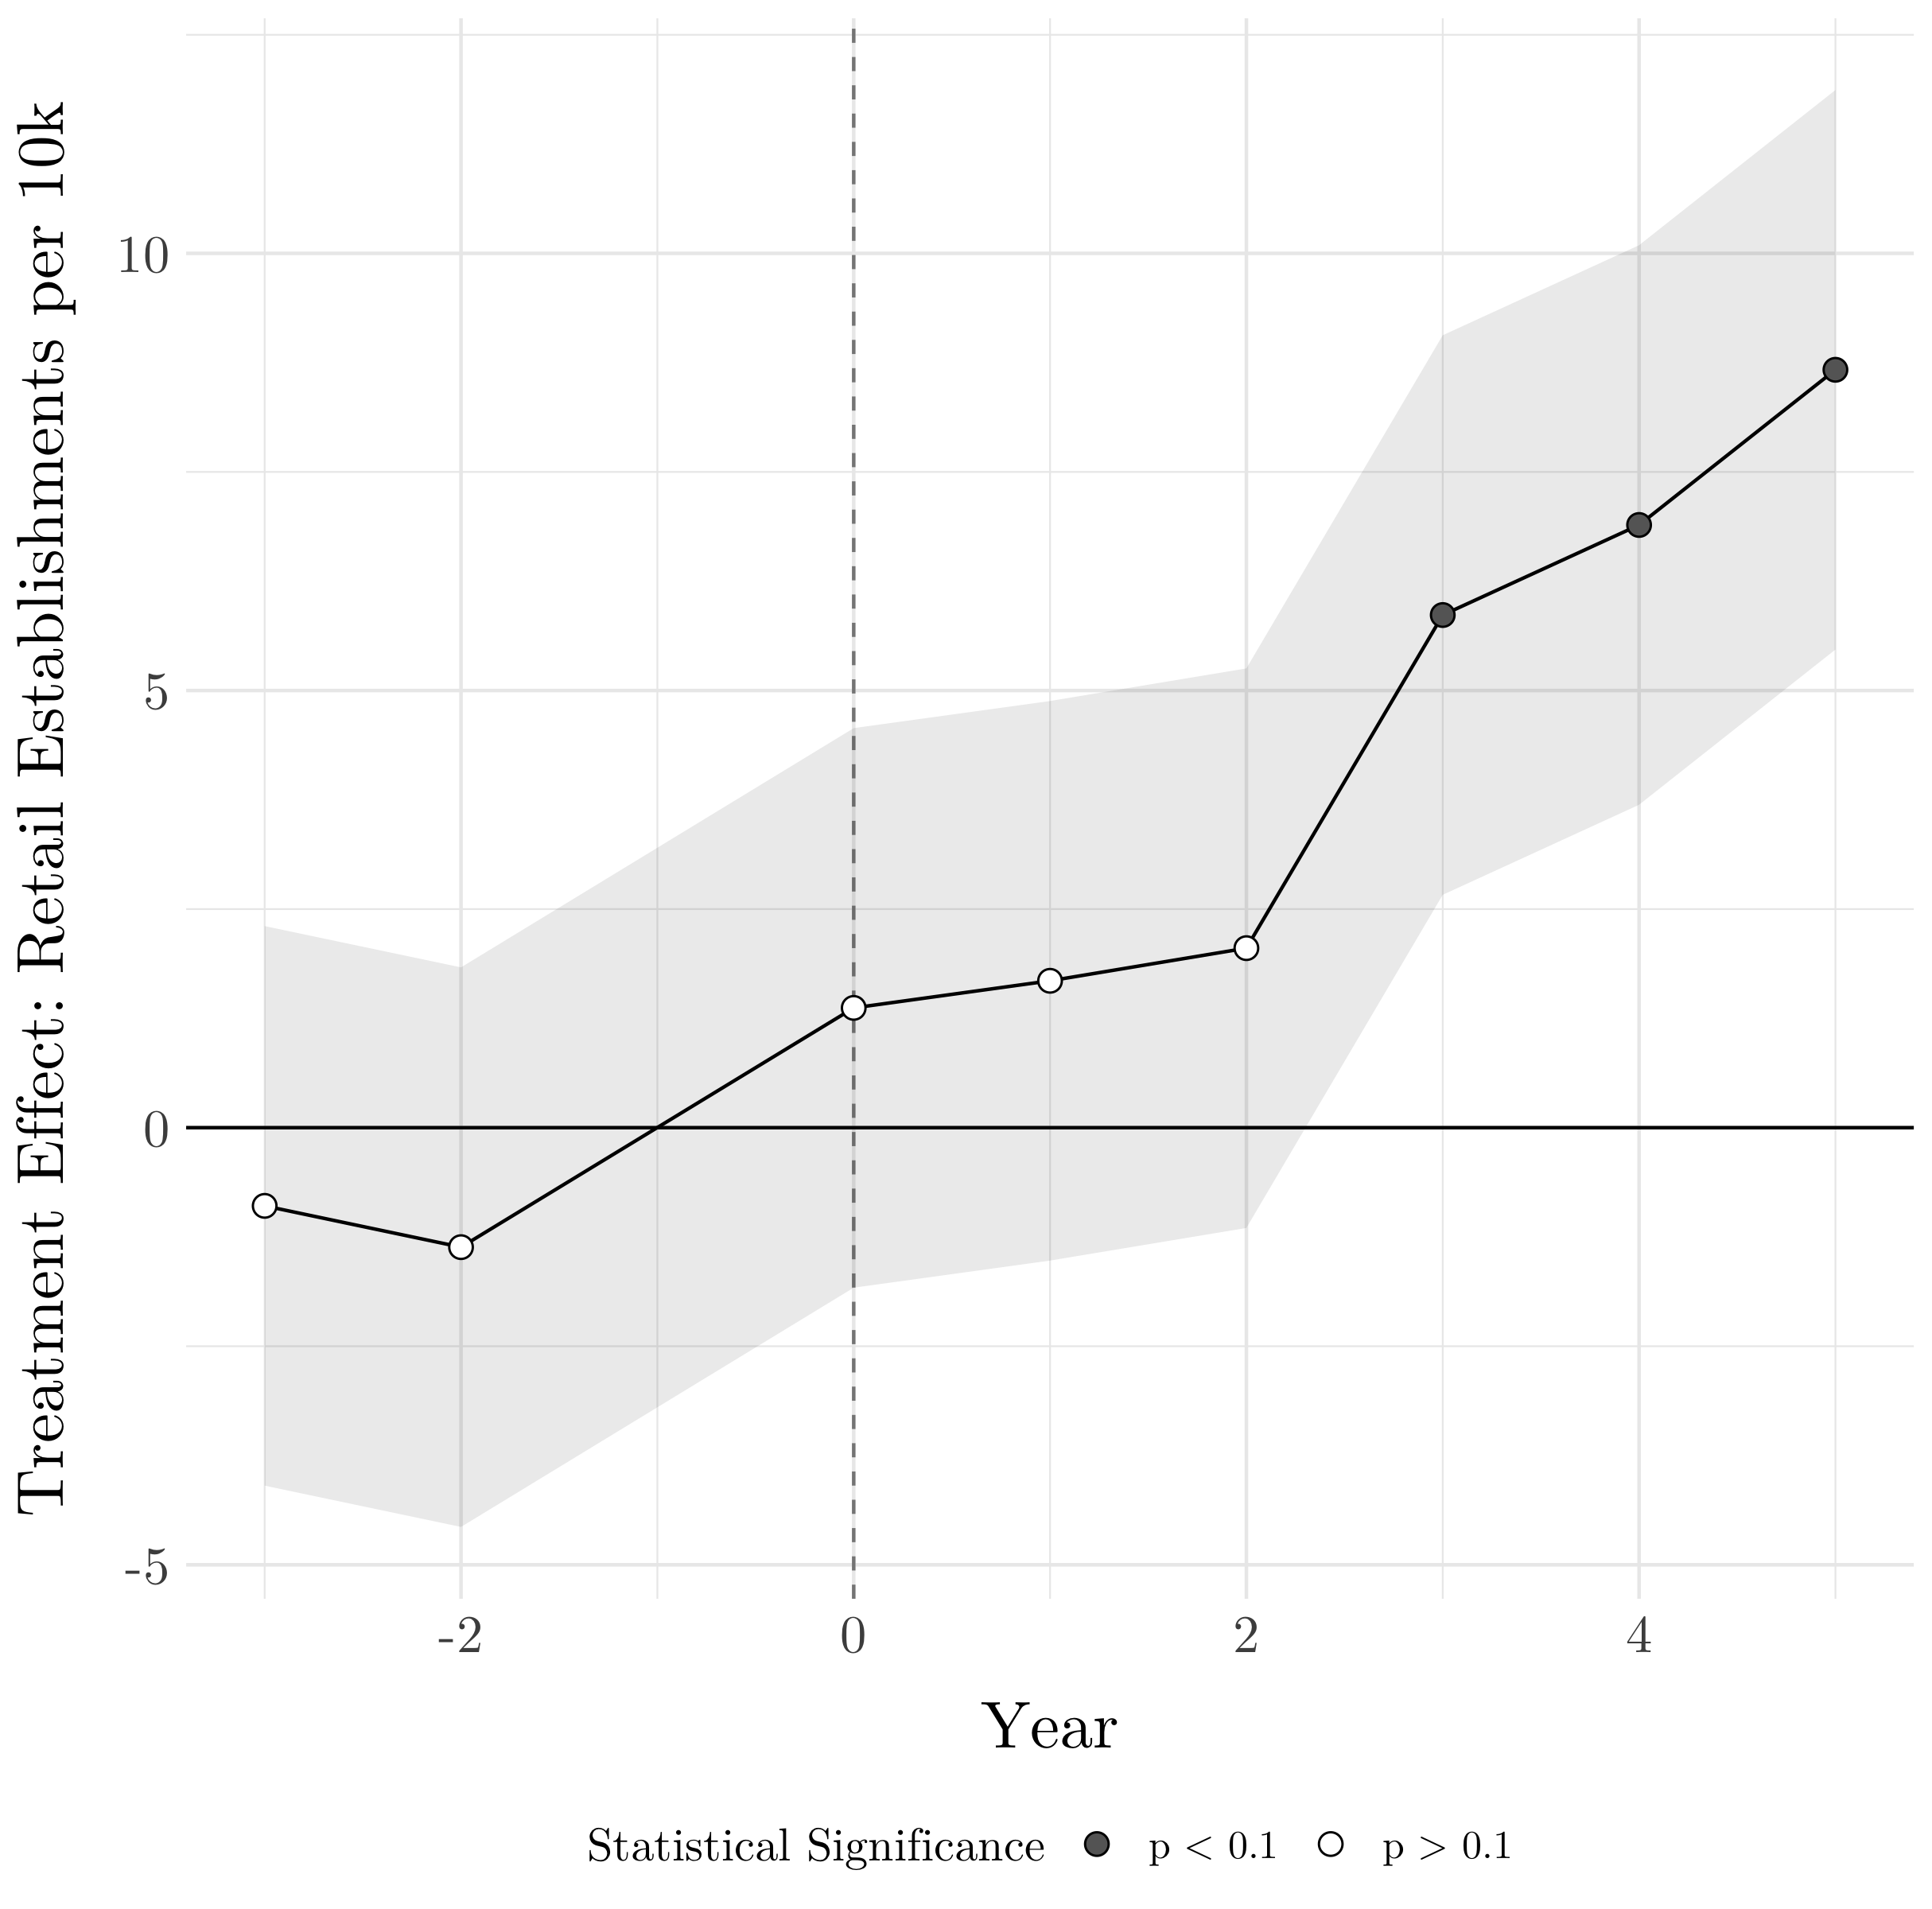 Treatment Effect: Retail Establishments per 10k
10
5
0
-5
-2 0 2 4
Year
Statistical Significance p < 0.1 p > 0.1